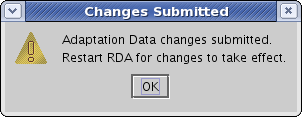 Changes Submitted
Adaptation Data changes submitted.
Restart RDA for changes to take effect.
OK